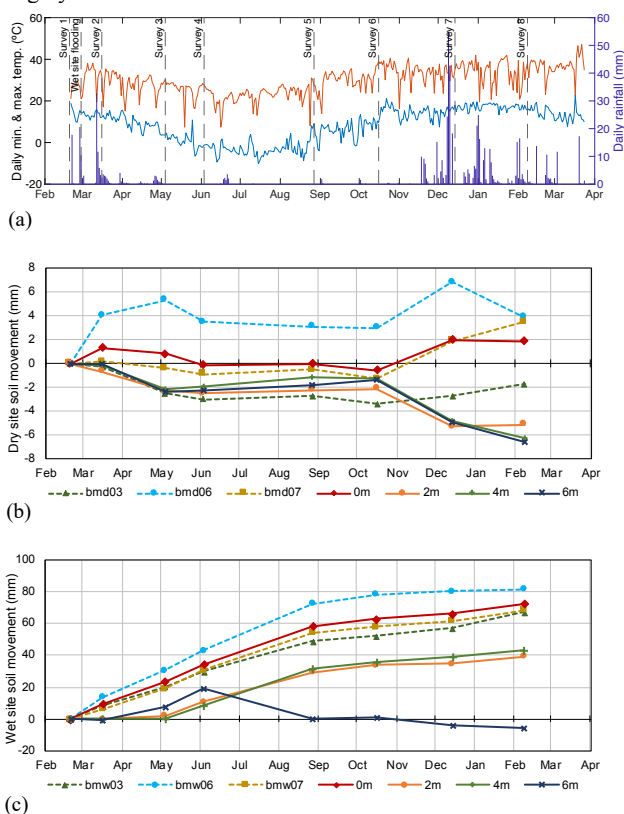 Survey 1
Wet site flooding
Survey 2
Survey 3
Survey 4
Survey 5
Survey 6
Survey 7
Survey 8
Daily min. & max. temp. (ºC)
60
40
20
0
-20
Daily rainfall (mm)
60
50
40
30
20
10
0
Feb Mar Apr May Jun Jul Aug Sep Oct Nov Dec Jan Feb Mar Apr
(a)
Dry site soil movement (mm)
8
6
4
2
0
-2
-4
-6
-8
Feb Mar Apr May Jun Jul Aug Sep Oct Nov Dec Jan Feb Mar Apr
bmd03 bmd06 bmd07 0m 2m 4m 6m
(b)
Wet site soil movement (mm)
100
80
60
40
20
0
-20
Feb Mar Apr May Jun Jul Aug Sep Oct Nov Dec Jan Feb Mar Apr
bmw03 bmw06 bmw07 0m 2m 4m 6m
(c)